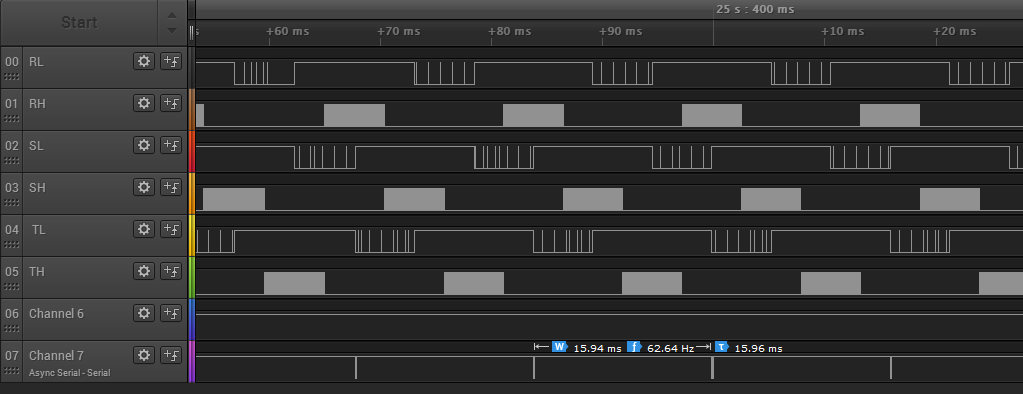 Start
25 s : 400 ms
s +60 ms +70 ms +80 ms +90 ms +10 ms +20 ms
00 RL
01 RH
02 SL
03 SH
04 TL
05 TH
06 Channel 6
07 Channel 7
Async Serial - Serial
W 15.94 ms f 62.64 Hz τ 15.96 ms